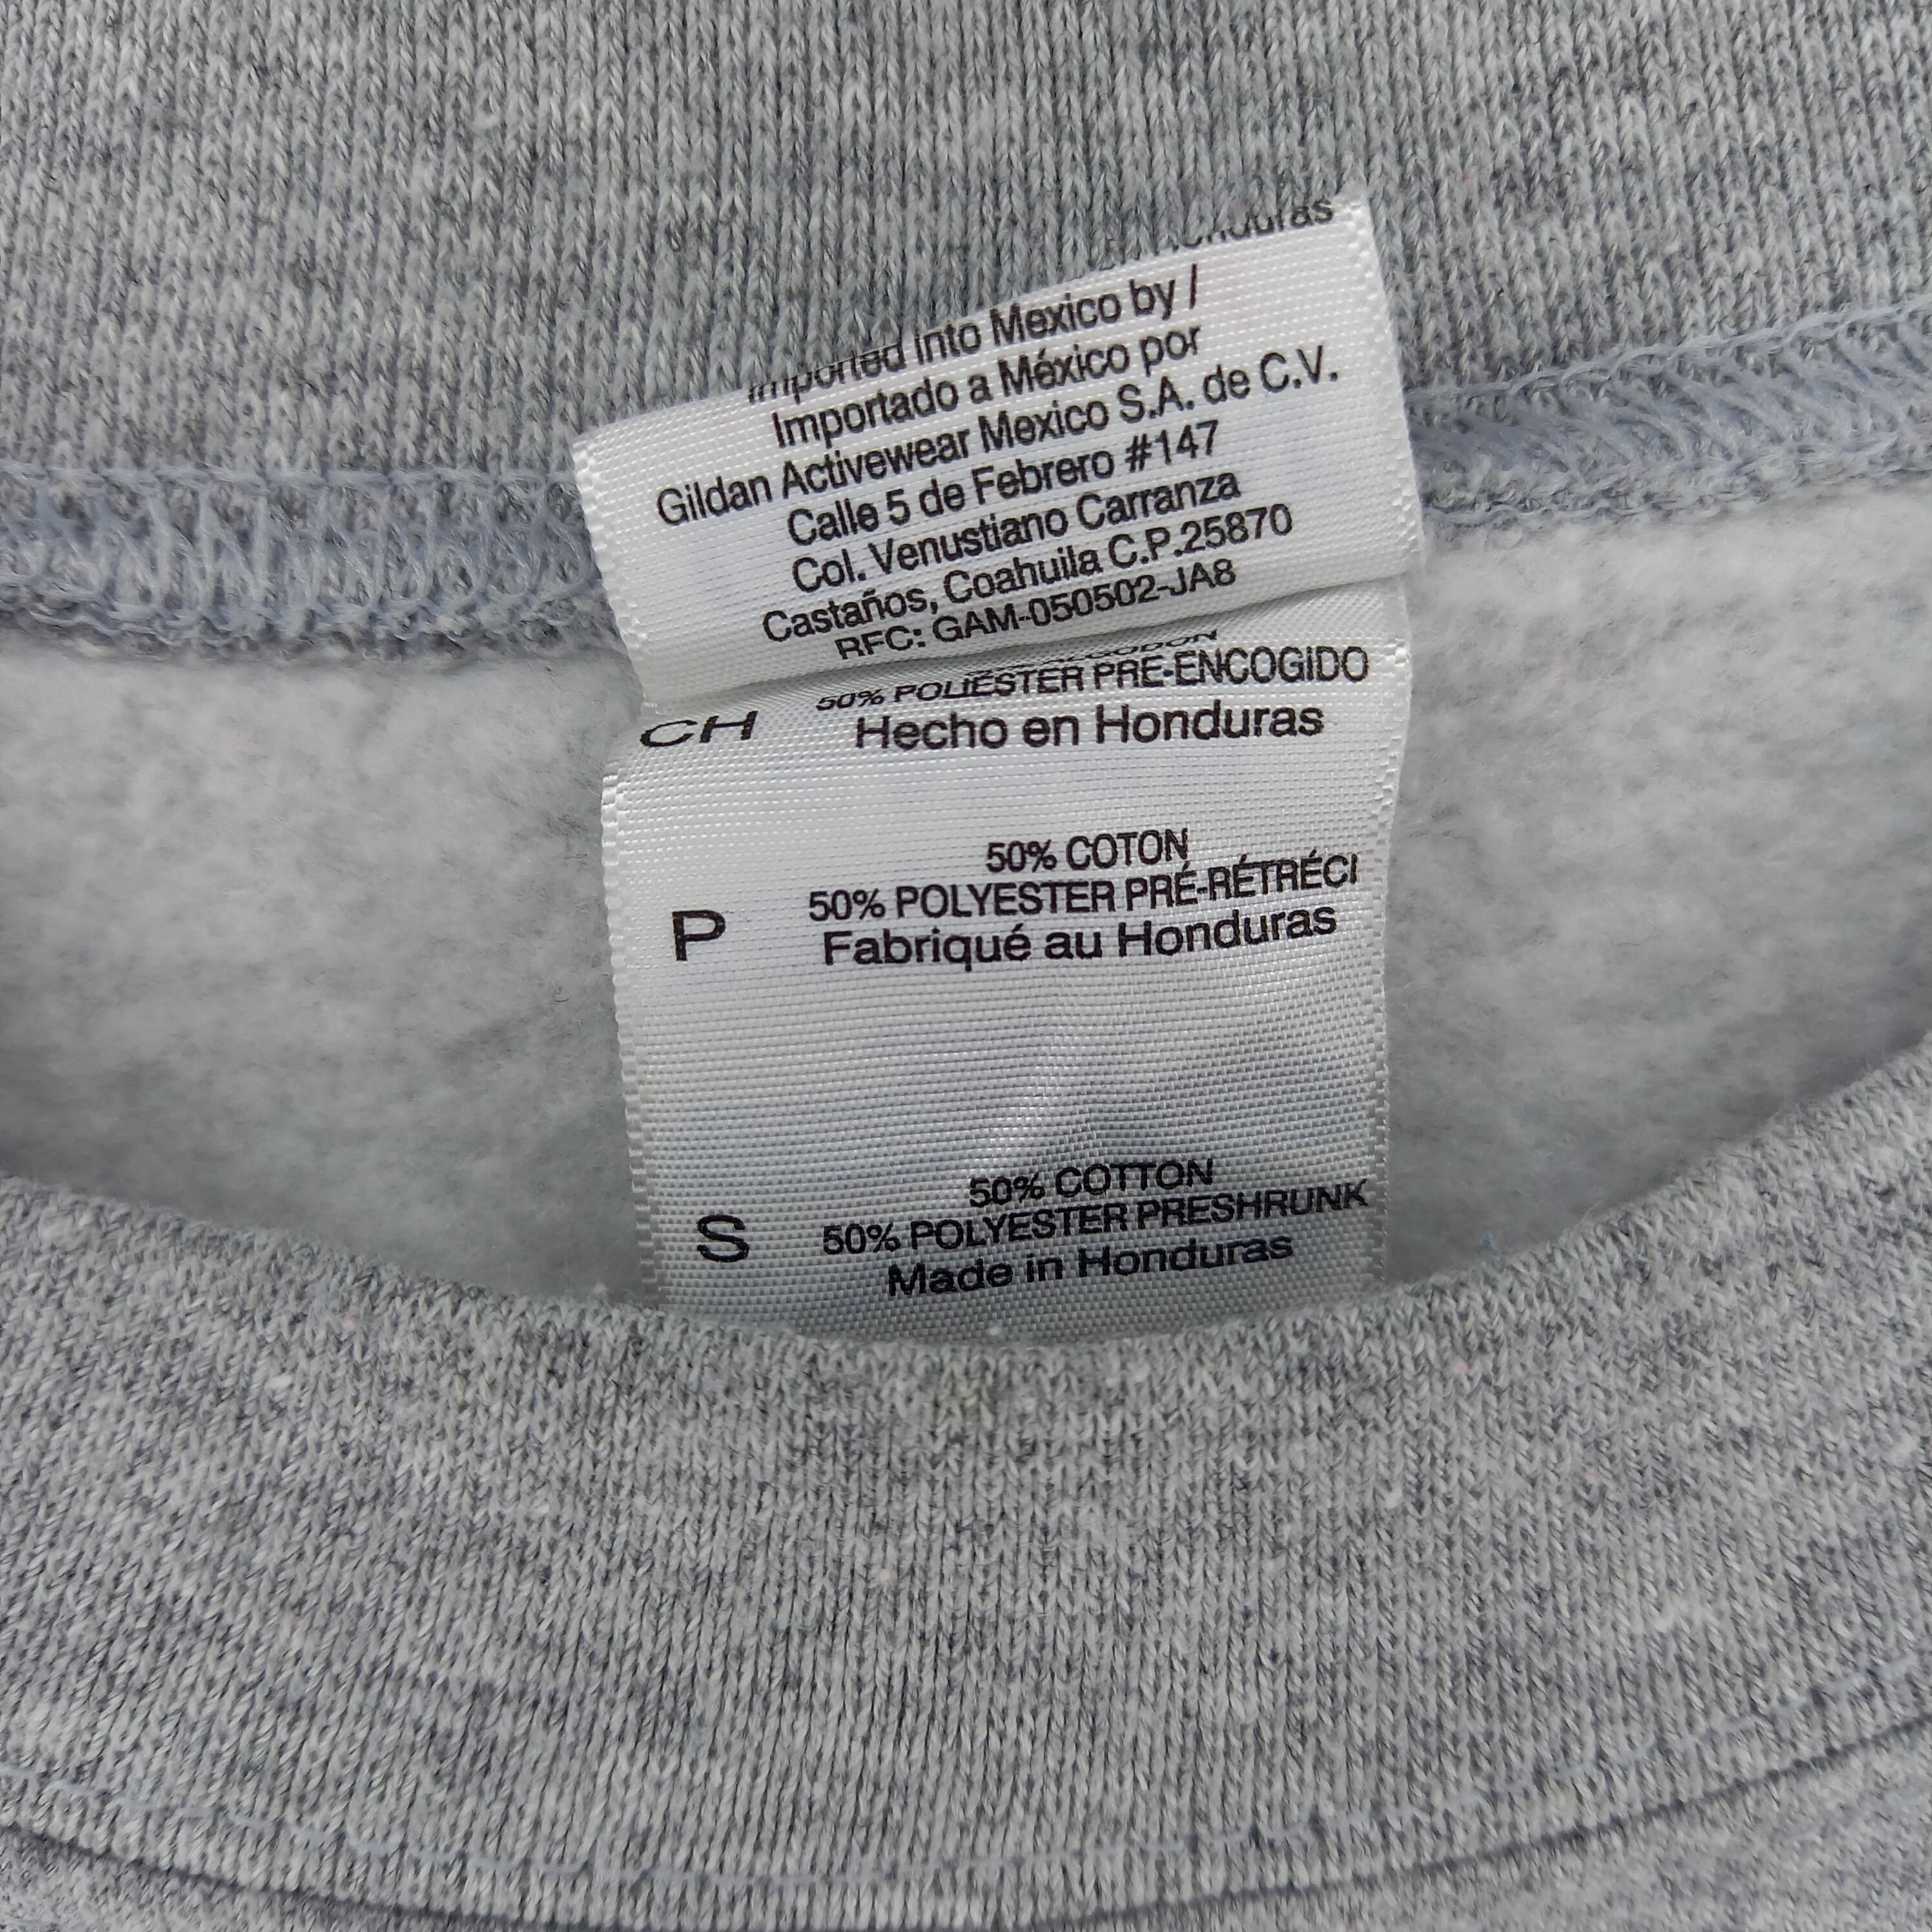 Honduras
Imported into Mexico by /
Importado a México por
Gildan Activewear Mexico S.A. de C.V.
Calle 5 de Febrero #147
Col. Venustiano Carranza
Castaños, Coahuila C.P.25870
RFC: GAM-050502-JA8
50% POLIÉSTER PRE-ENCOGIDO
CH Hecho en Honduras
50% COTON
50% POLYESTER PRÉ-RÉTRÉCI
P Fabriqué au Honduras
50% COTTON
50% POLYESTER PRESHRUNK
S Made in Honduras